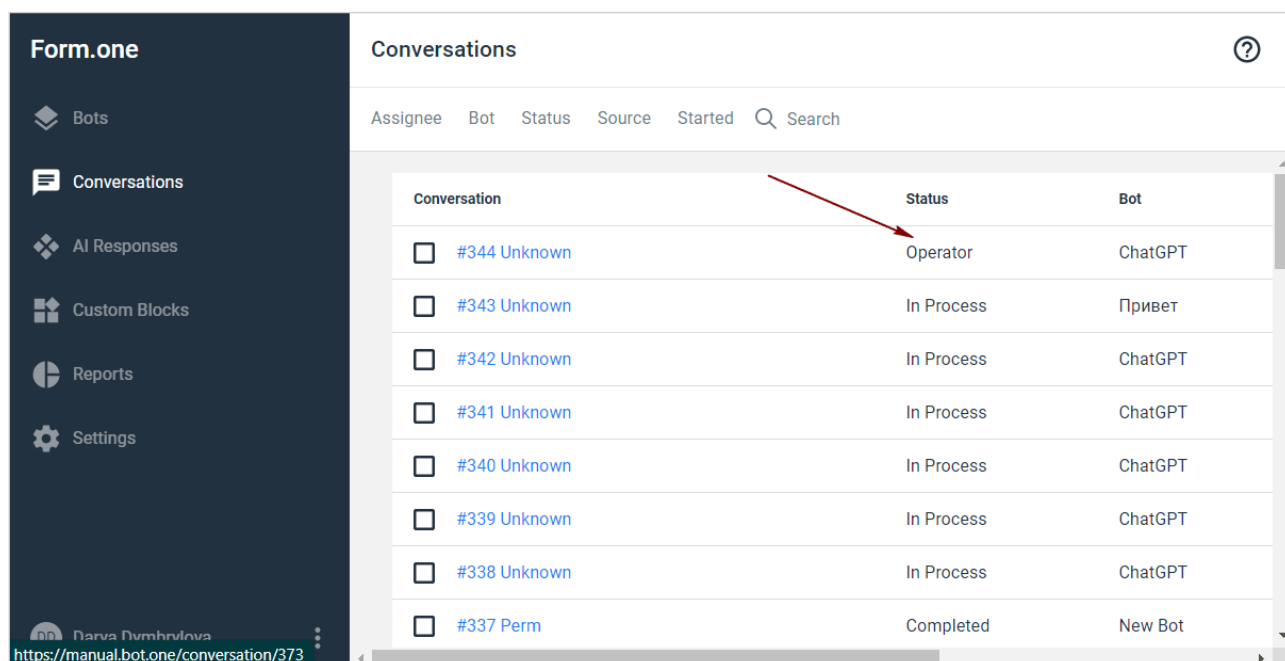 Form.one
Conversations
Bots
Conversations
AI Responses
Custom Blocks
Reports
Settings
DD Darya Dymbrylova
https://manual.bot.one/conversation/373
Assignee Bot Status Source Started Search
Conversation Status Bot
#344 Unknown Operator ChatGPT
#343 Unknown In Process Привет
#342 Unknown In Process ChatGPT
#341 Unknown In Process ChatGPT
#340 Unknown In Process ChatGPT
#339 Unknown In Process ChatGPT
#338 Unknown In Process ChatGPT
#337 Perm Completed New Bot